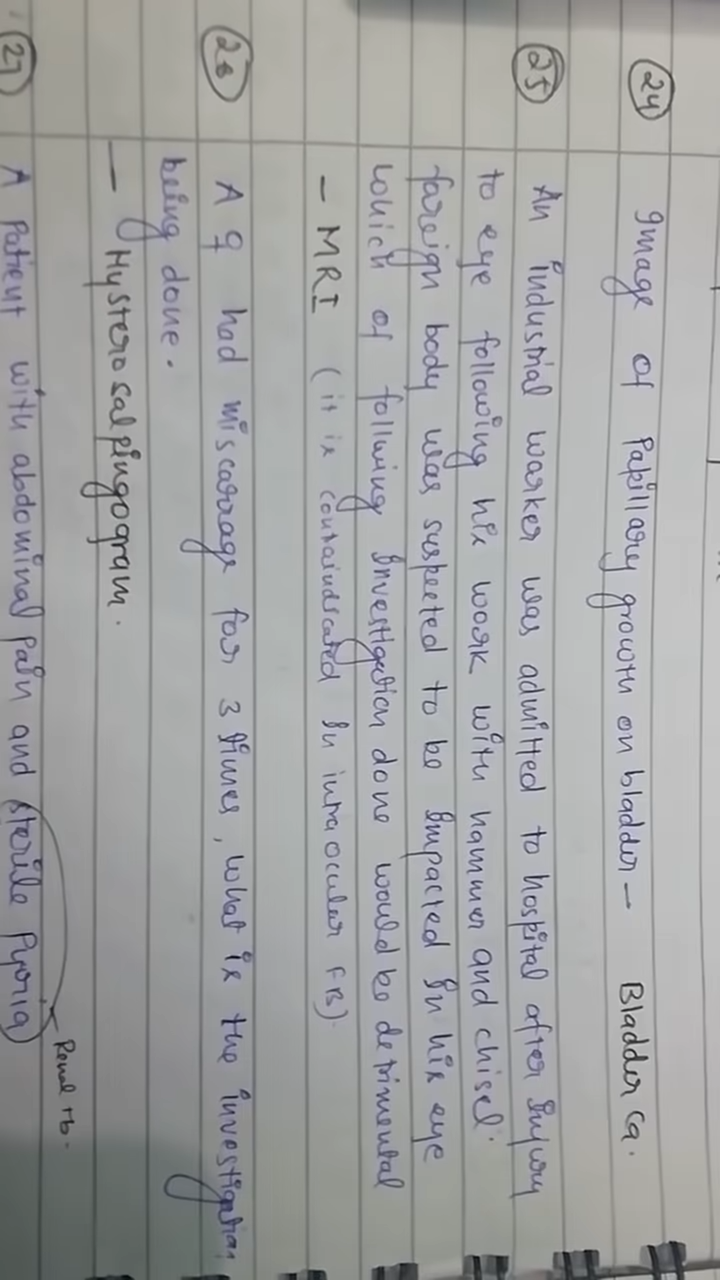 24 Image of Papillary growth on bladder - Bladder Ca.
25 An industrial worker was admitted to hospital after injury
to eye following his work with hammer and chisel.
foreign body was suspected to be impacted in his eye
which of following investigation done would be detrimental
- MRI (it is contraindicated in intraocular FB).
26 A ♀ had miscarrage for 3 times, what is the investigation
being done.
- Hysterosalpingogram.
27 A Patient with abdominal pain and sterile Pyuria
Renal tb.